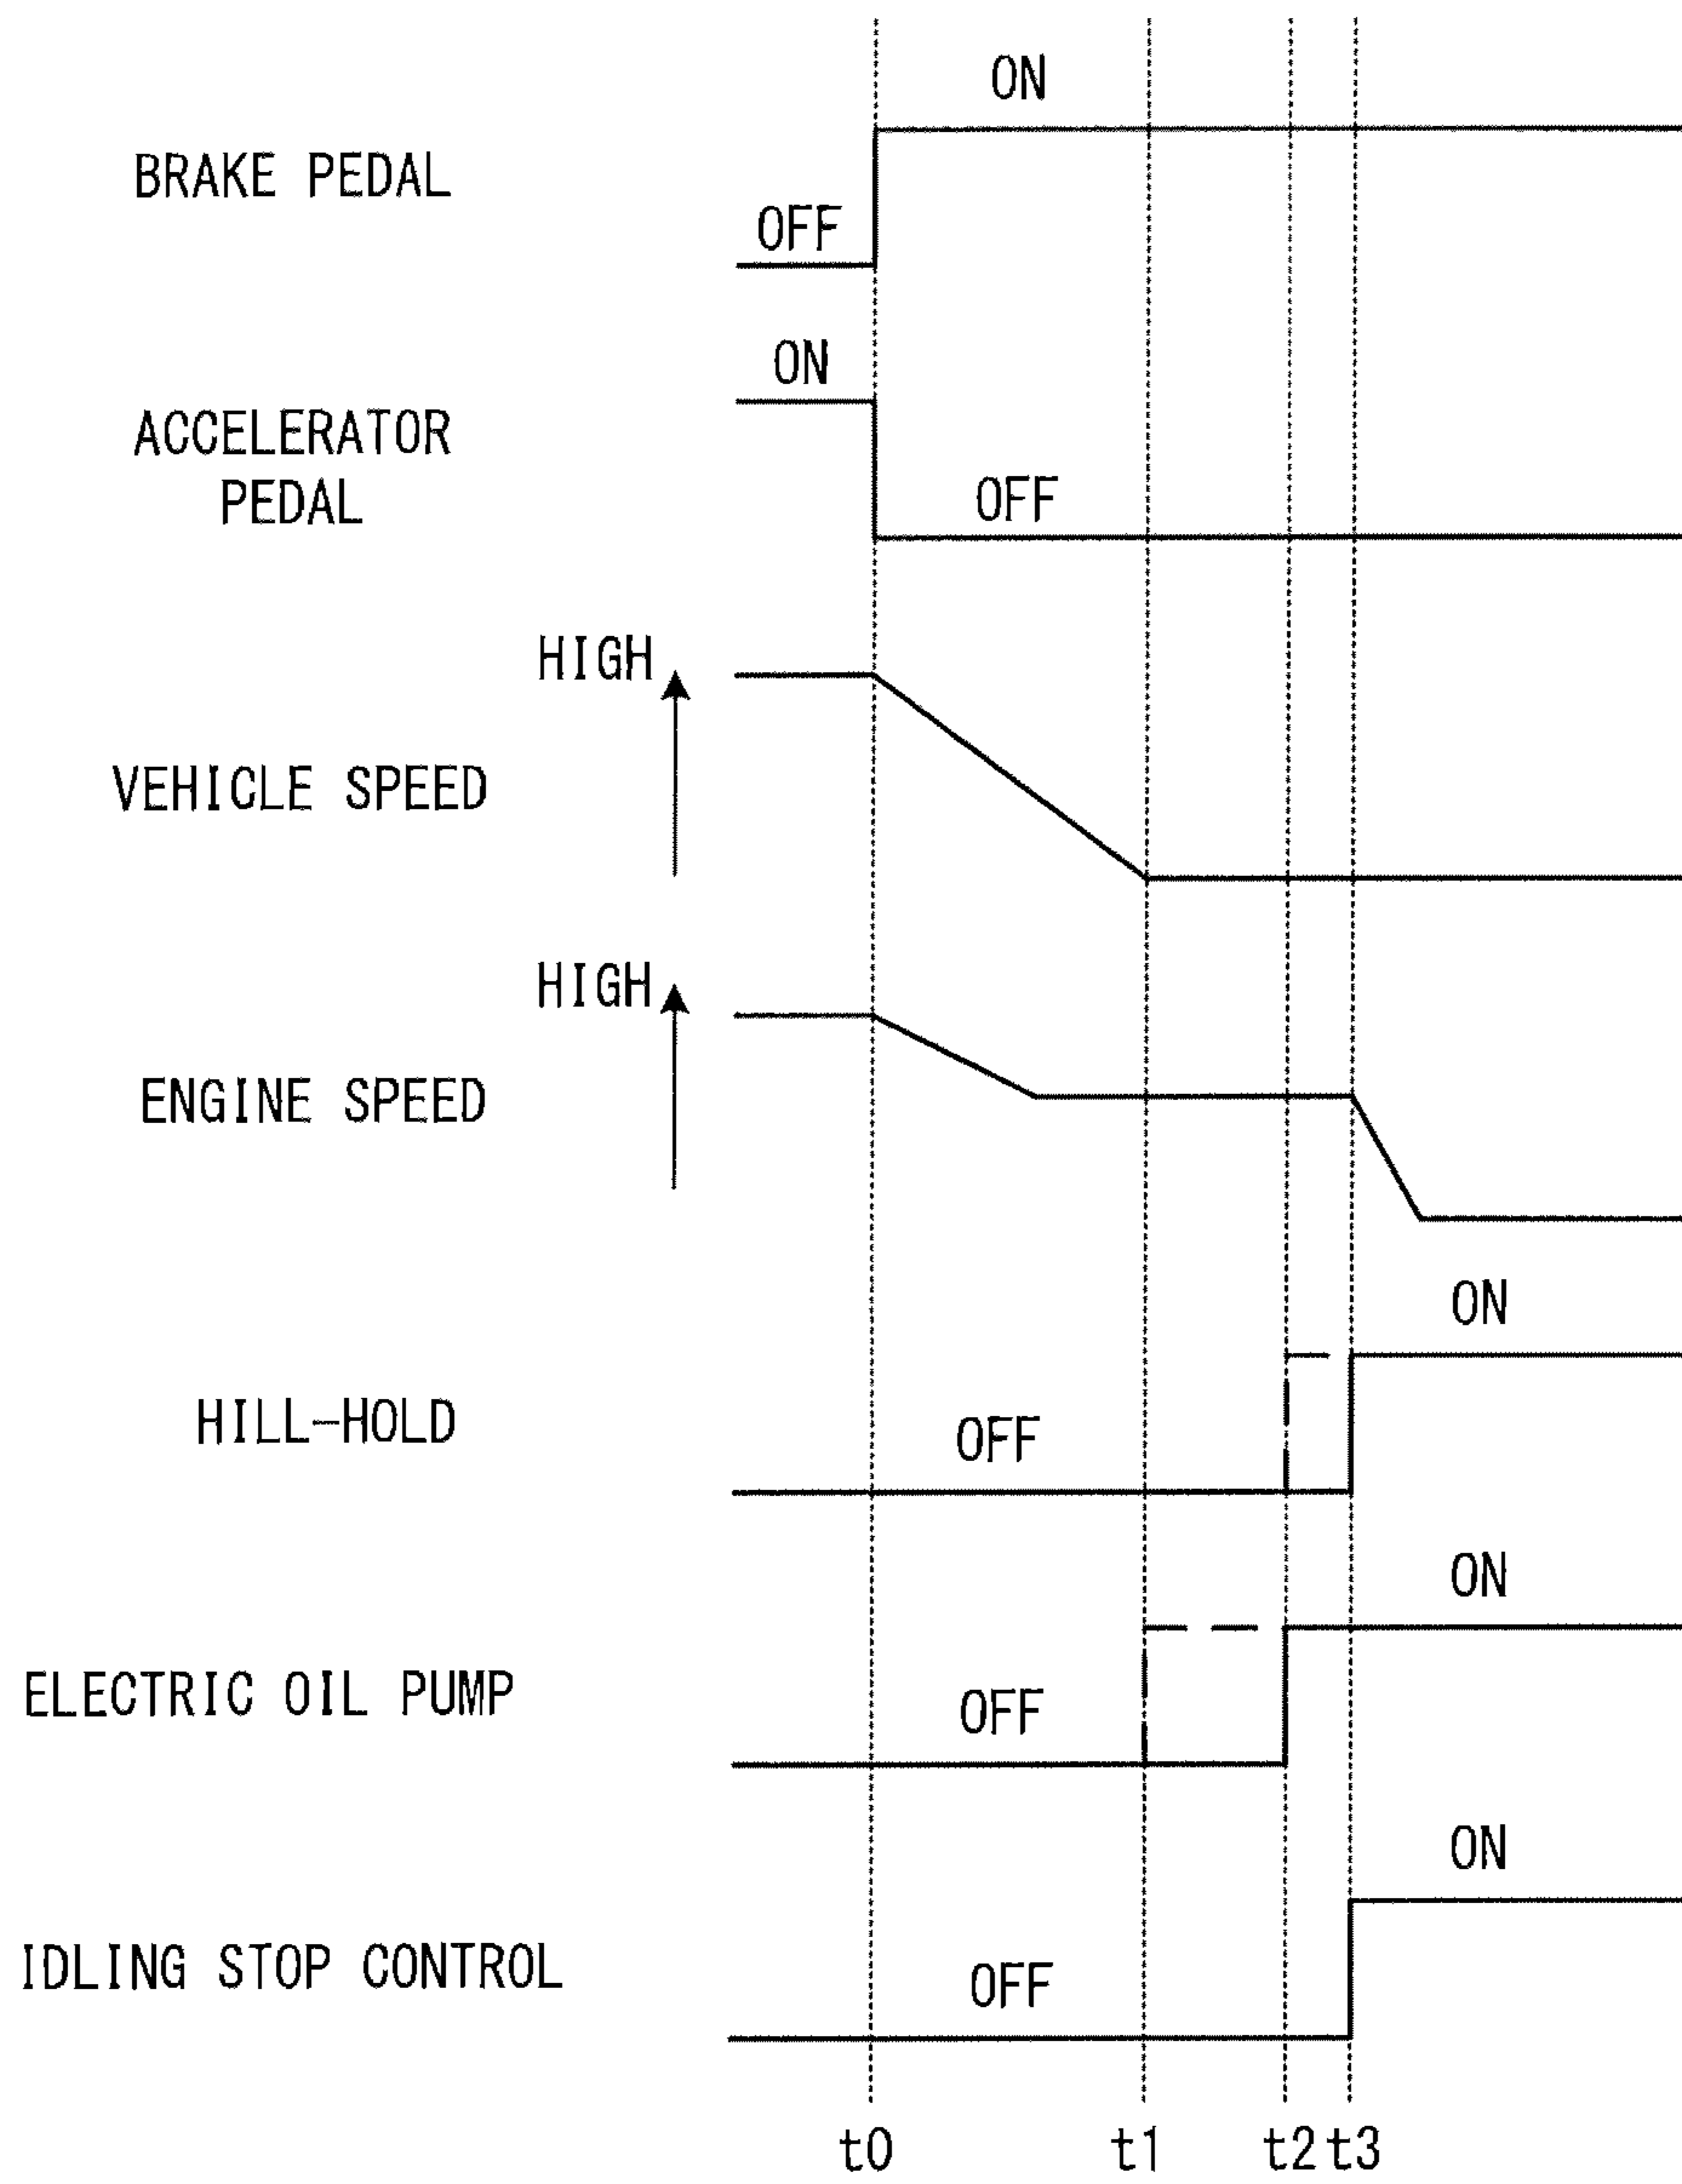 ON
BRAKE PEDAL
OFF
ON
ACCELERATOR
PEDAL
OFF
HIGH
VEHICLE SPEED
HIGH
ENGINE SPEED
ON
HILL-HOLD
OFF
ON
ELECTRIC OIL PUMP
OFF
ON
IDLING STOP CONTROL
OFF
t0 t1 t2 t3